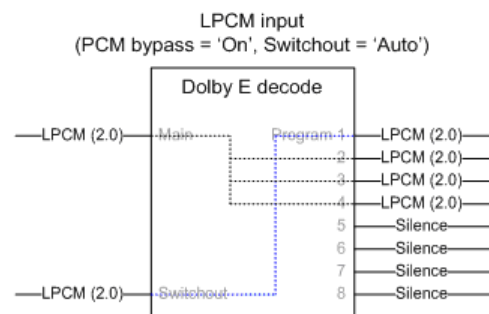 LPCM input
(PCM bypass = ‘On’, Switchout = ‘Auto’)
Dolby E decode
LPCM (2.0) Main Program 1 LPCM (2.0)
2 LPCM (2.0)
3 LPCM (2.0)
4 LPCM (2.0)
5 Silence
6 Silence
7 Silence
LPCM (2.0) Switchout 8 Silence